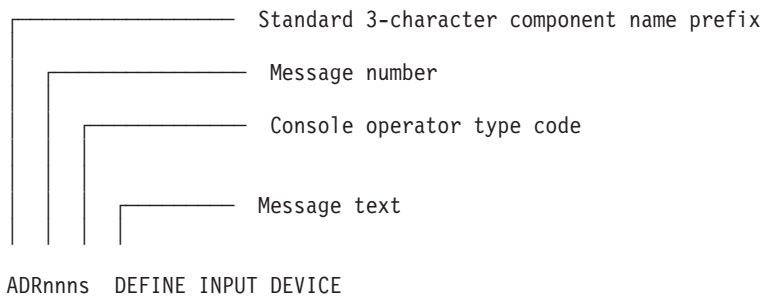 Standard 3-character component name prefix
Message number
Console operator type code
Message text
ADRnnns DEFINE INPUT DEVICE